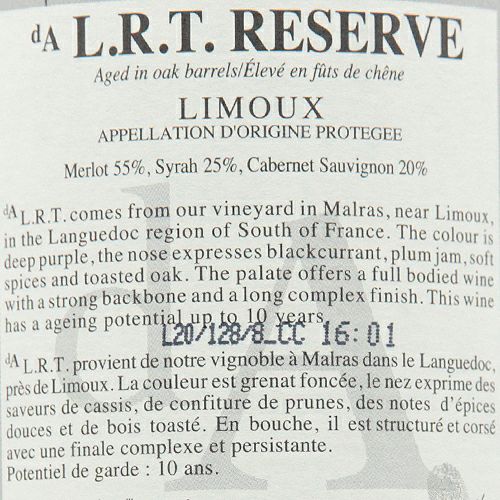 dA L.R.T. RESERVE
Aged in oak barrels/Élevé en fûts de chêne
LIMOUX
APPELLATION D'ORIGINE PROTEGEE
Merlot 55%, Syrah 25%, Cabernet Sauvignon 20%
dA L.R.T. comes from our vineyard in Malras, near Limoux,
in the Languedoc region of South of France. The colour is
deep purple, the nose expresses blackcurrant, plum jam, soft
spices and toasted oak. The palate offers a full bodied wine
with a strong backbone and a long complex finish. This wine
has a ageing potential up to 10 years.
L20/128/8_CC 16:01
dA L.R.T. provient de notre vignoble à Malras dans le Languedoc,
près de Limoux. La couleur est grenat foncée, le nez exprime des
saveurs de cassis, de confiture de prunes, des notes d'épices
douces et de bois toasté. En bouche, il est structuré et corsé
avec une finale complexe et persistante.
Potentiel de garde : 10 ans.